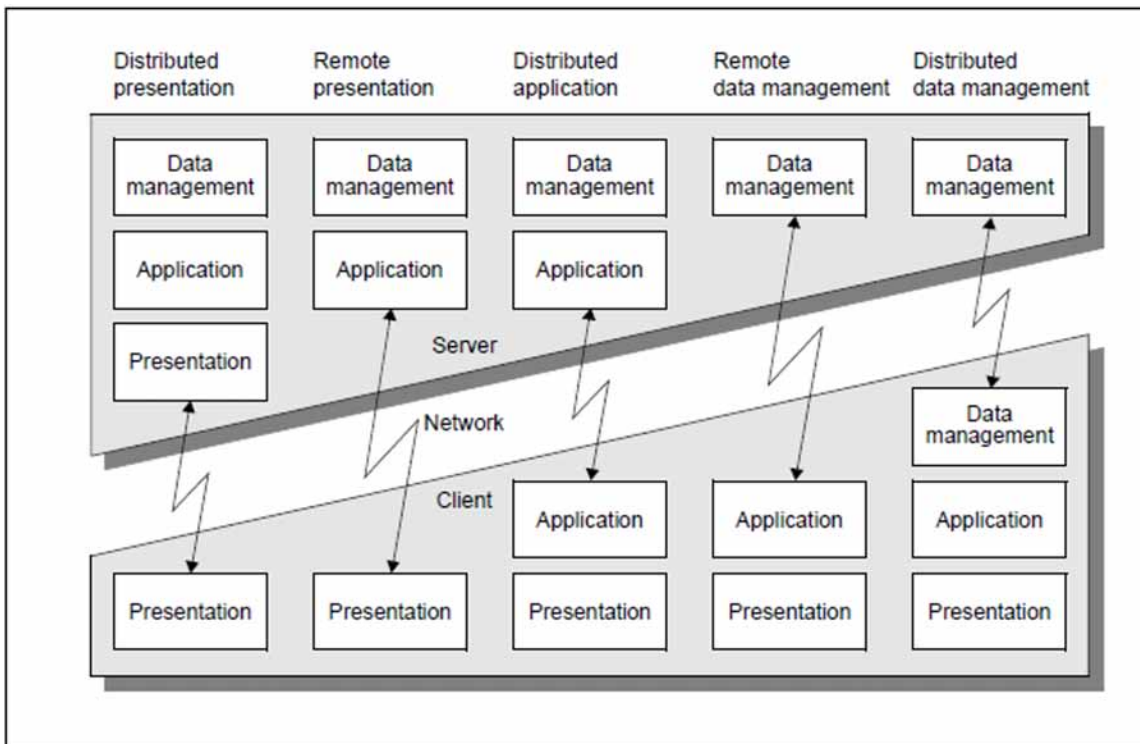 Distributed
presentation
Remote
presentation
Distributed
application
Remote
data management
Distributed
data management
Data
management
Data
management
Data
management
Data
management
Data
management
Application
Application
Application
Presentation
Server
Network
Client
Data
management
Application
Application
Application
Presentation
Presentation
Presentation
Presentation
Presentation